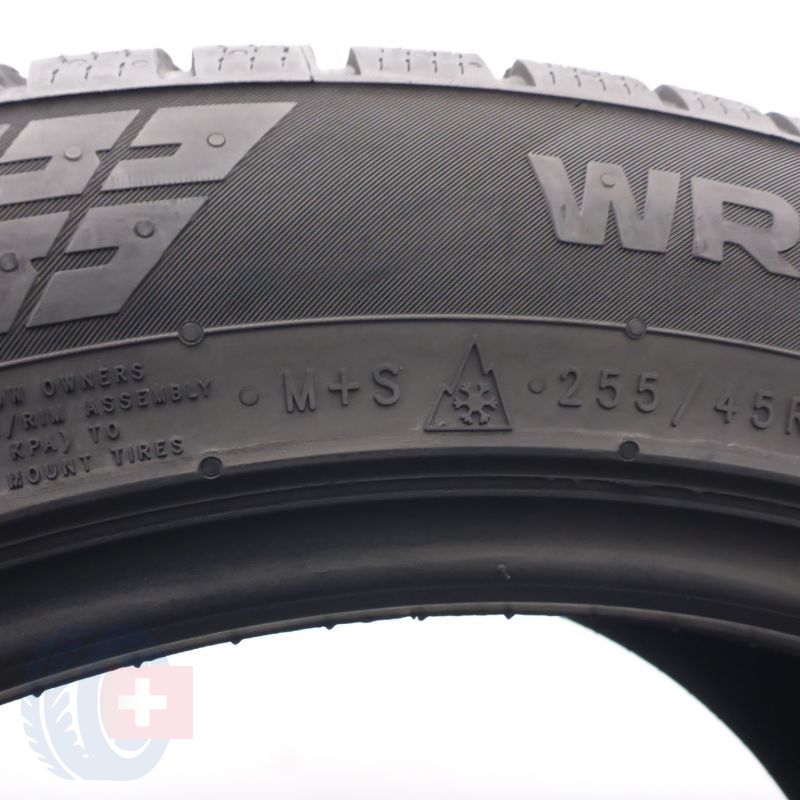 WR
OWNERS
/RIM ASSEMBLY
KPA) TO
MOUNT TIRES
• M+S • 255/45R